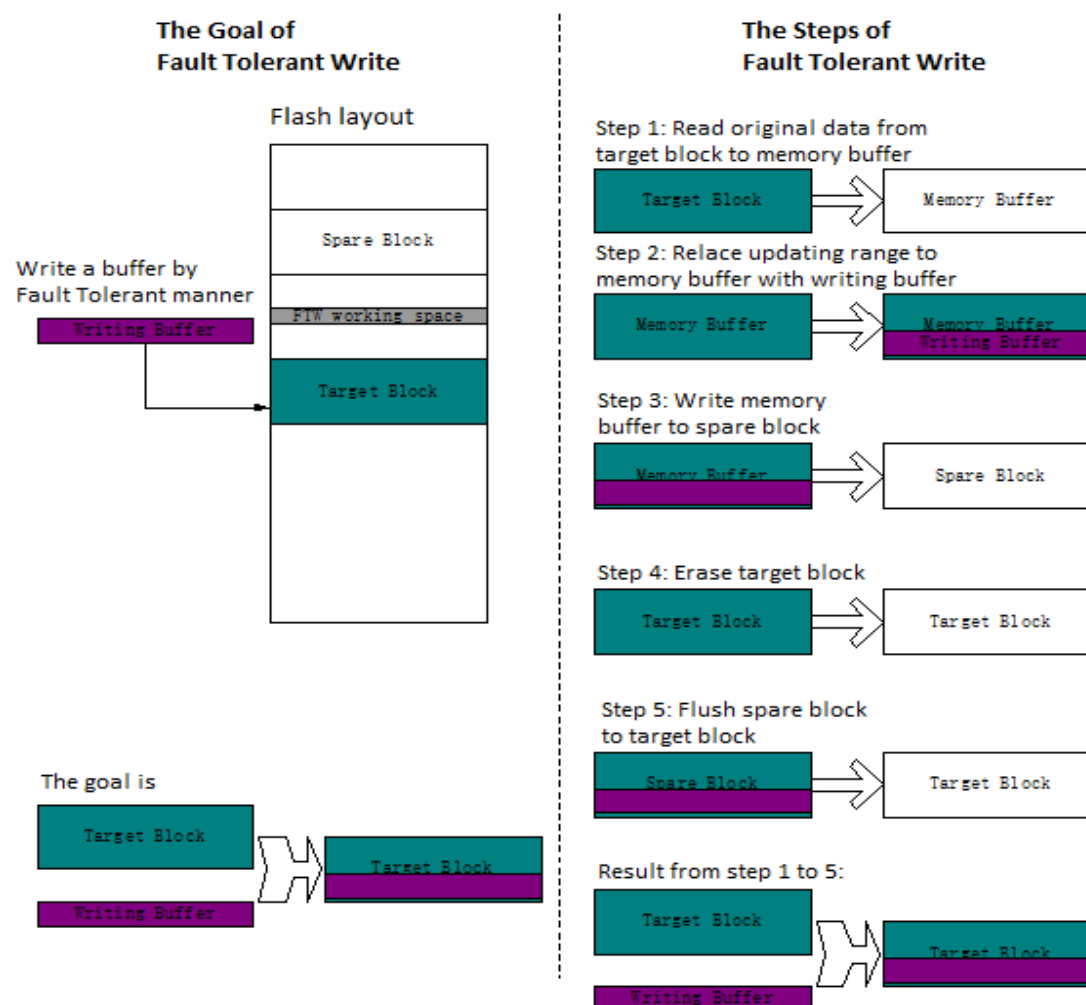 The Goal of
Fault Tolerant Write
Flash layout
Spare Block
Write a buffer by
Fault Tolerant manner
FTW working space
Writing Buffer
Target Block
The goal is
Target Block
Target Block
Writing Buffer
The Steps of
Fault Tolerant Write
Step 1: Read original data from
target block to memory buffer
Target Block
Memory Buffer
Step 2: Relace updating range to
memory buffer with writing buffer
Memory Buffer
Memory Buffer
Writing Buffer
Step 3: Write memory
buffer to spare block
Memory Buffer
Spare Block
Step 4: Erase target block
Target Block
Target Block
Step 5: Flush spare block
to target block
Spare Block
Target Block
Result from step 1 to 5:
Target Block
Target Block
Writing Buffer